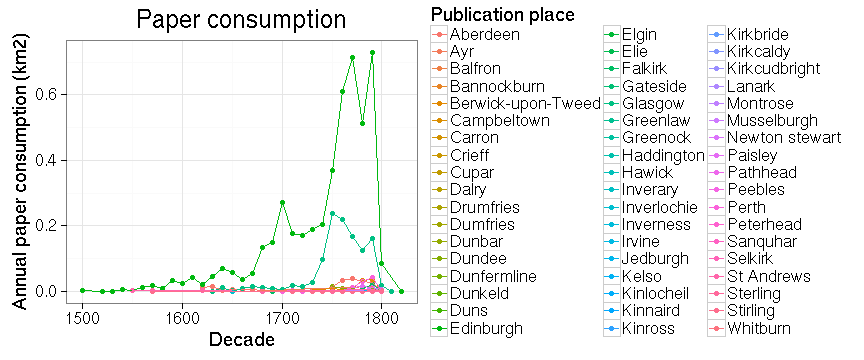 Paper consumption
Annual paper consumption (km2)
0.6
0.4
0.2
0.0
1500
1600
1700
1800
Decade
Publication place
Aberdeen
Ayr
Balfron
Bannockburn
Berwick-upon-Tweed
Campbeltown
Carron
Crieff
Cupar
Dalry
Drumfries
Dumfries
Dunbar
Dundee
Dunfermline
Dunkeld
Duns
Edinburgh
Elgin
Elie
Falkirk
Gateside
Glasgow
Greenlaw
Greenock
Haddington
Hawick
Inverary
Inverlochie
Inverness
Irvine
Jedburgh
Kelso
Kinlocheil
Kinnaird
Kinross
Kirkbride
Kirkcaldy
Kirkcudbright
Lanark
Montrose
Musselburgh
Newton stewart
Paisley
Pathhead
Peebles
Perth
Peterhead
Sanquhar
Selkirk
St Andrews
Sterling
Stirling
Whitburn